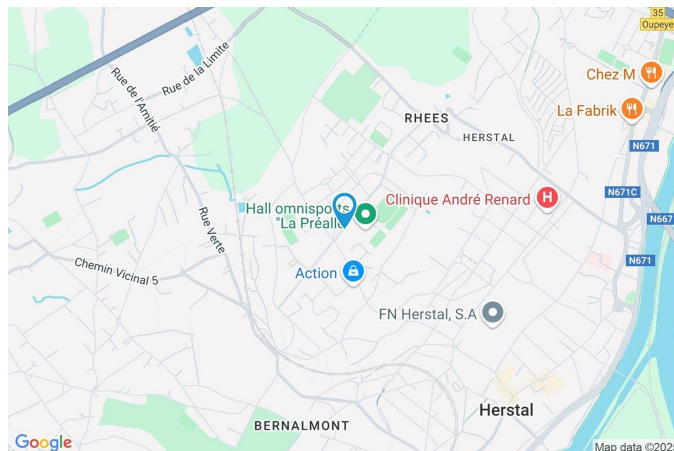 35
Oupeye
Chez M
La Fabrik
Rue de la Limite
Rue de l'Amitié
RHEES
HERSTAL
N671
N671C
N667
N671
Clinique André Renard
H
Hall omnisports
"La Préalle
Rue Verte
Chemin Vicinal 5
Action
FN Herstal, S.A
Herstal
BERNALMONT
Google
Map data ©2025